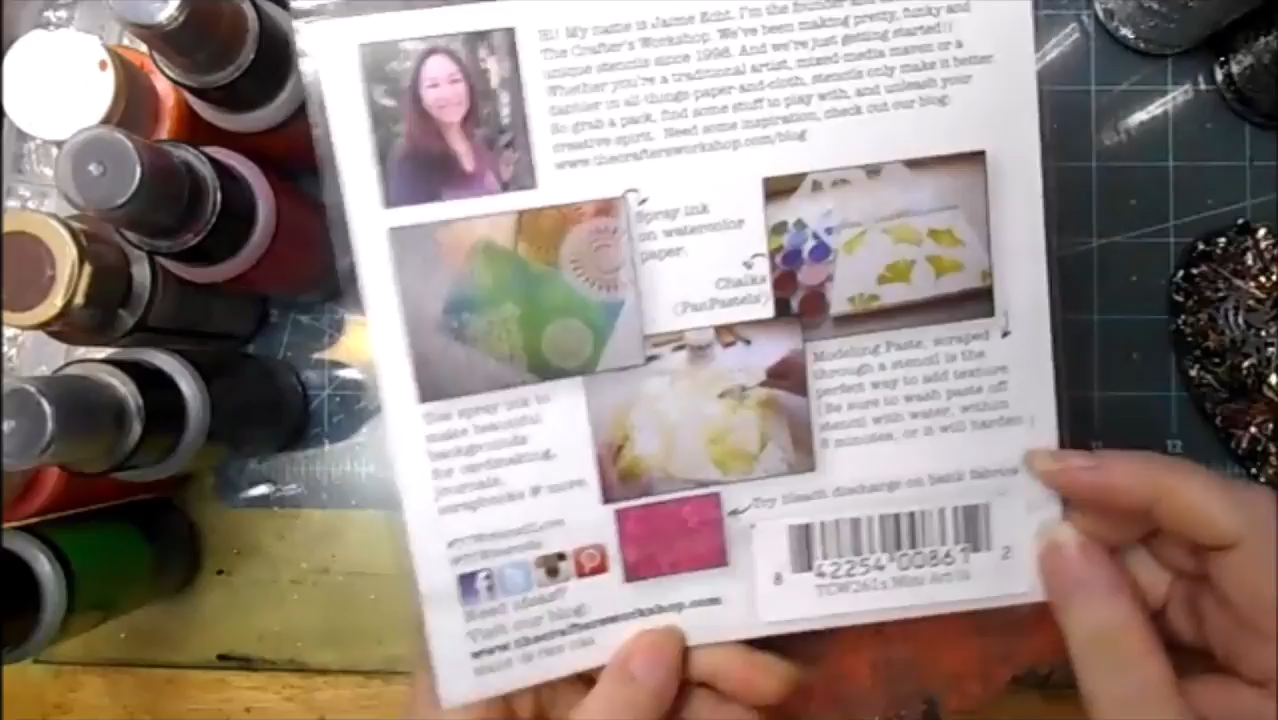 Hi! My name is Jaime Echt. I'm the founder and
The Crafter's Workshop. We've been making pretty, funky and
unique stencils since 1998. And we're just getting started!!
Whether you're a traditional artist, mixed-media maven or a
dabbler in all-things paper-and-cloth, stencils only make it better.
So grab a pack, find some stuff to play with, and unleash your
creative spirit. Need some inspiration, check out our blog:
www.thecraftersworkshop.com/blog
Spray ink
on watercolor
paper.
Chalks
(PanPastels)
Modeling Paste, scraped
through a stencil is the
perfect way to add texture
(Be sure to wash paste off
stencil with water, within
5 minutes, or it will harden.)
Use spray ink to
make beautiful
backgrounds
for cardmaking,
journals,
scrapbooks & more.
Try bleach discharge on batik fabrics
Need ideas?
Visit our blog:
www.thecraftersworkshop.com
Made in the USA
8 42254 00861 2
11 12